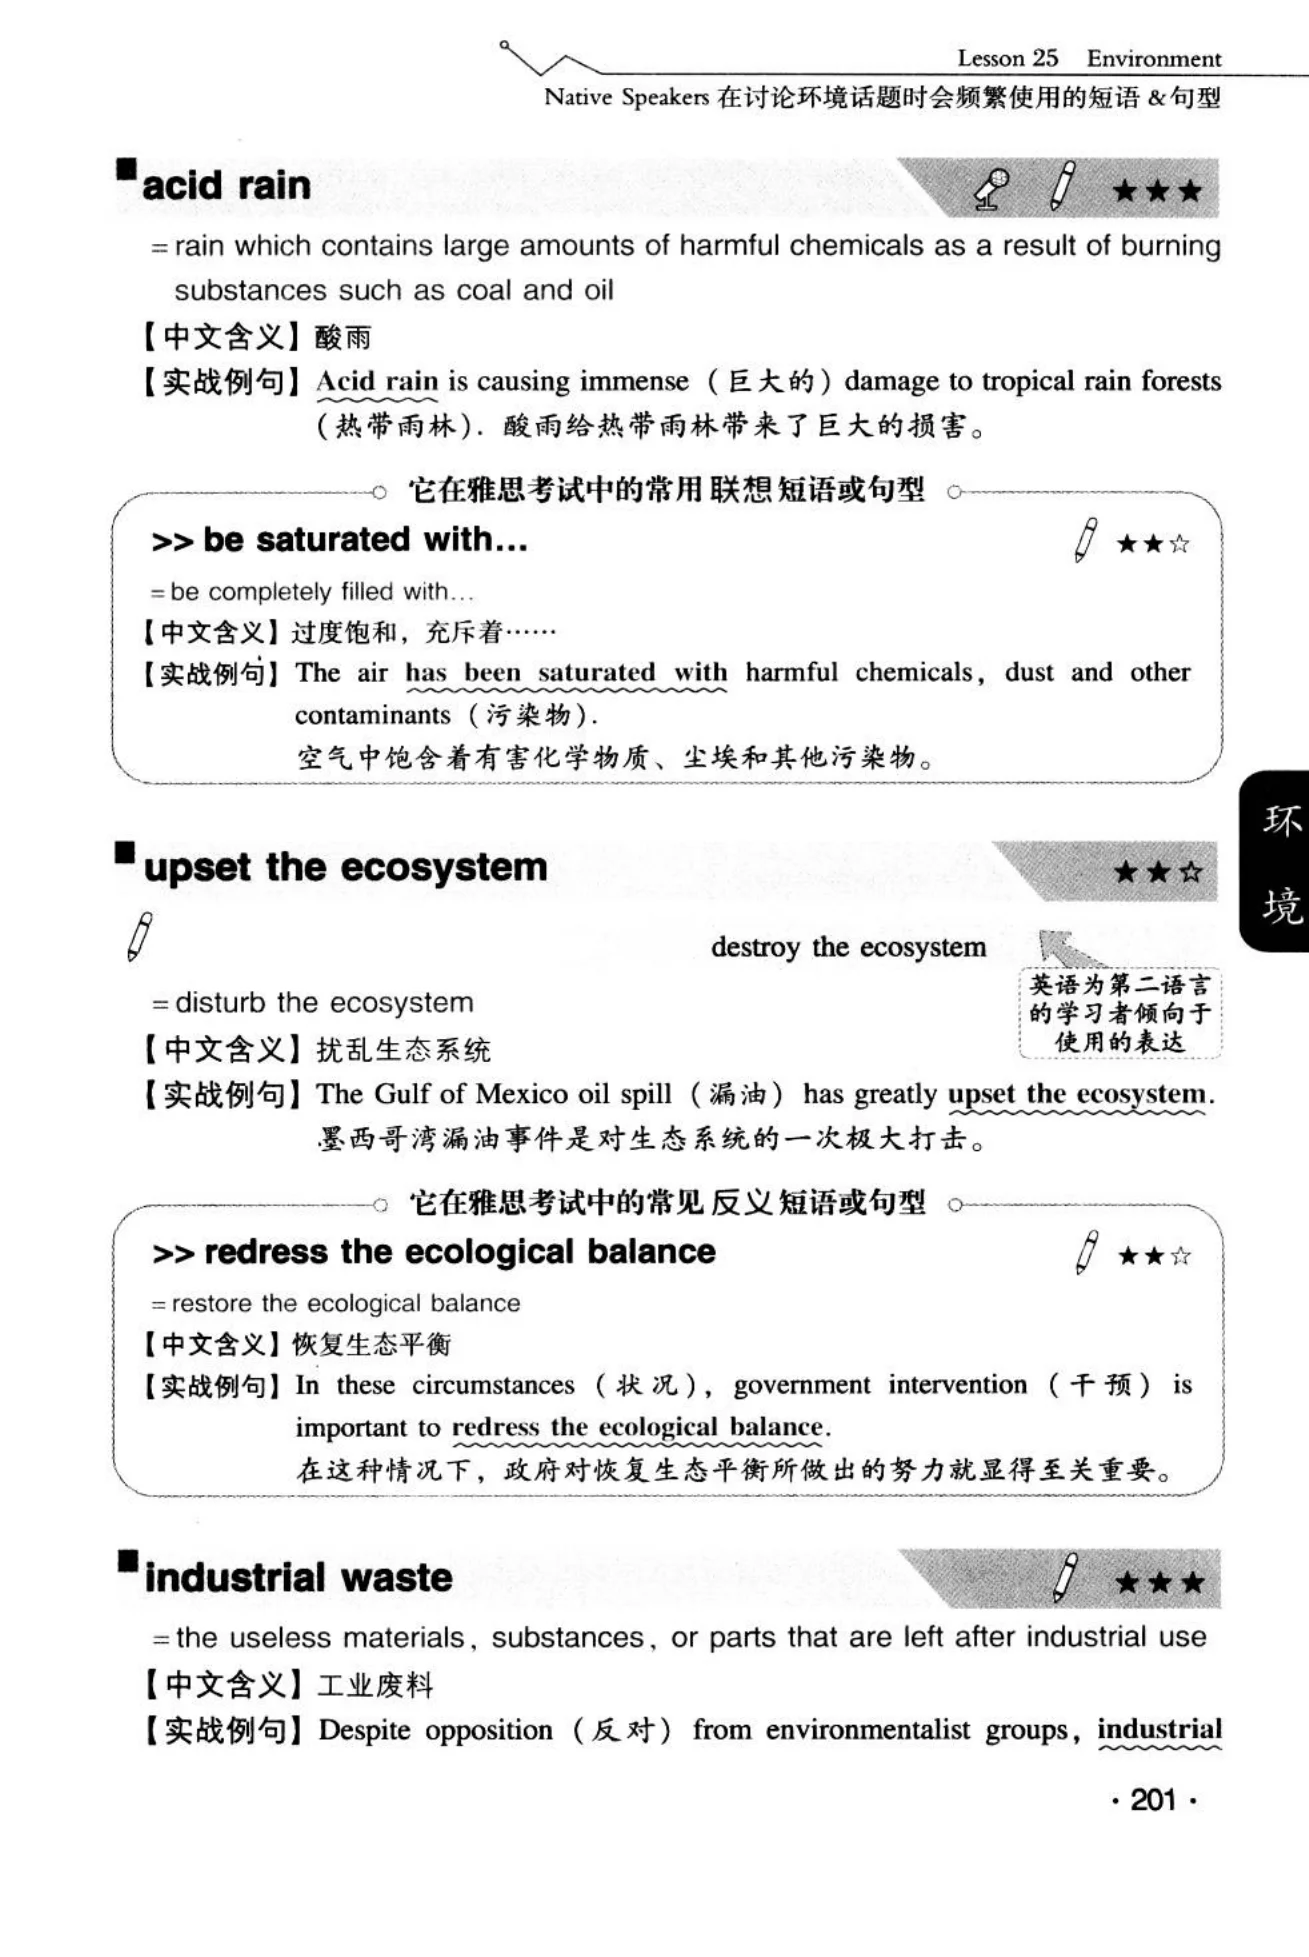 Lesson 25 Environment
Native Speakers 在讨论环境话题时会频繁使用的短语 &句型
■acid rain ★★★
=rain which contains large amounts of harmful chemicals as a result of burning
substances such as coal and oil
【中文含义】酸雨
【实战例句】Acid rain is causing immense（巨大的）damage to tropical rain forests
（热带雨林）. 酸雨给热带雨林带来了巨大的损害。
它在雅思考试中的常用联想短语或句型
>> be saturated with... ★★☆
=be completely filled with...
【中文含义】过度饱和，充斥着……
【实战例句】The air has been saturated with harmful chemicals, dust and other
contaminants（污染物）.
空气中饱含着有害化学物质、尘埃和其他污染物。
环
境
■upset the ecosystem ★★☆
destroy the ecosystem
英语为第二语言
的学习者倾向于
使用的表达
=disturb the ecosystem
【中文含义】扰乱生态系统
【实战例句】The Gulf of Mexico oil spill（漏油）has greatly upset the ecosystem.
墨西哥湾漏油事件是对生态系统的一次极大打击。
它在雅思考试中的常见反义短语或句型
>> redress the ecological balance ★★☆
=restore the ecological balance
【中文含义】恢复生态平衡
【实战例句】In these circumstances（状况）, government intervention（干预）is
important to redress the ecological balance.
在这种情况下，政府对恢复生态平衡所做出的努力就显得至关重要。
■industrial waste ★★★
=the useless materials, substances, or parts that are left after industrial use
【中文含义】工业废料
【实战例句】Despite opposition（反对）from environmentalist groups, industrial
· 201 ·